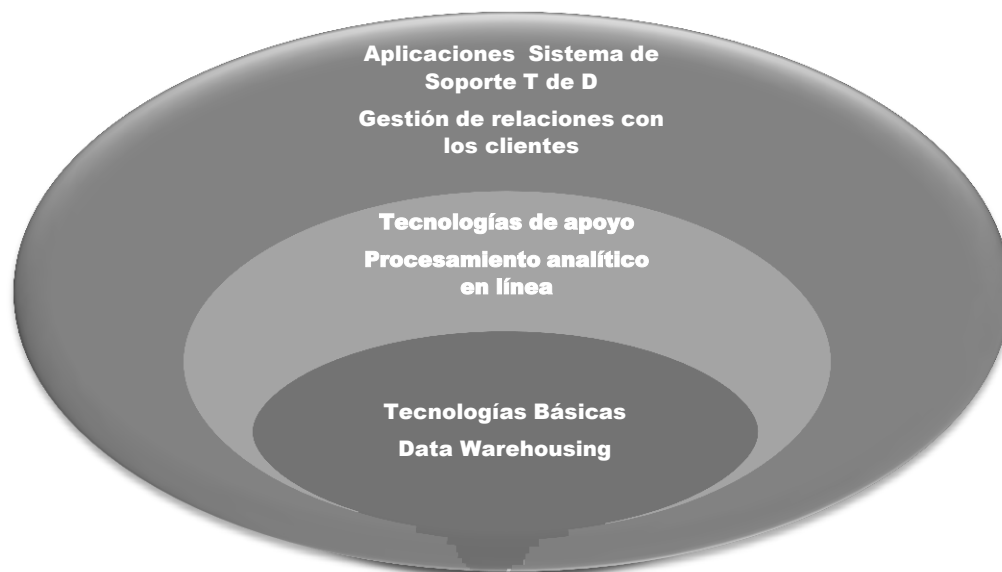 Aplicaciones Sistema de
Soporte T de D
Gestión de relaciones con
los clientes
Tecnologías de apoyo
Procesamiento analítico
en línea
Tecnologías Básicas
Data Warehousing